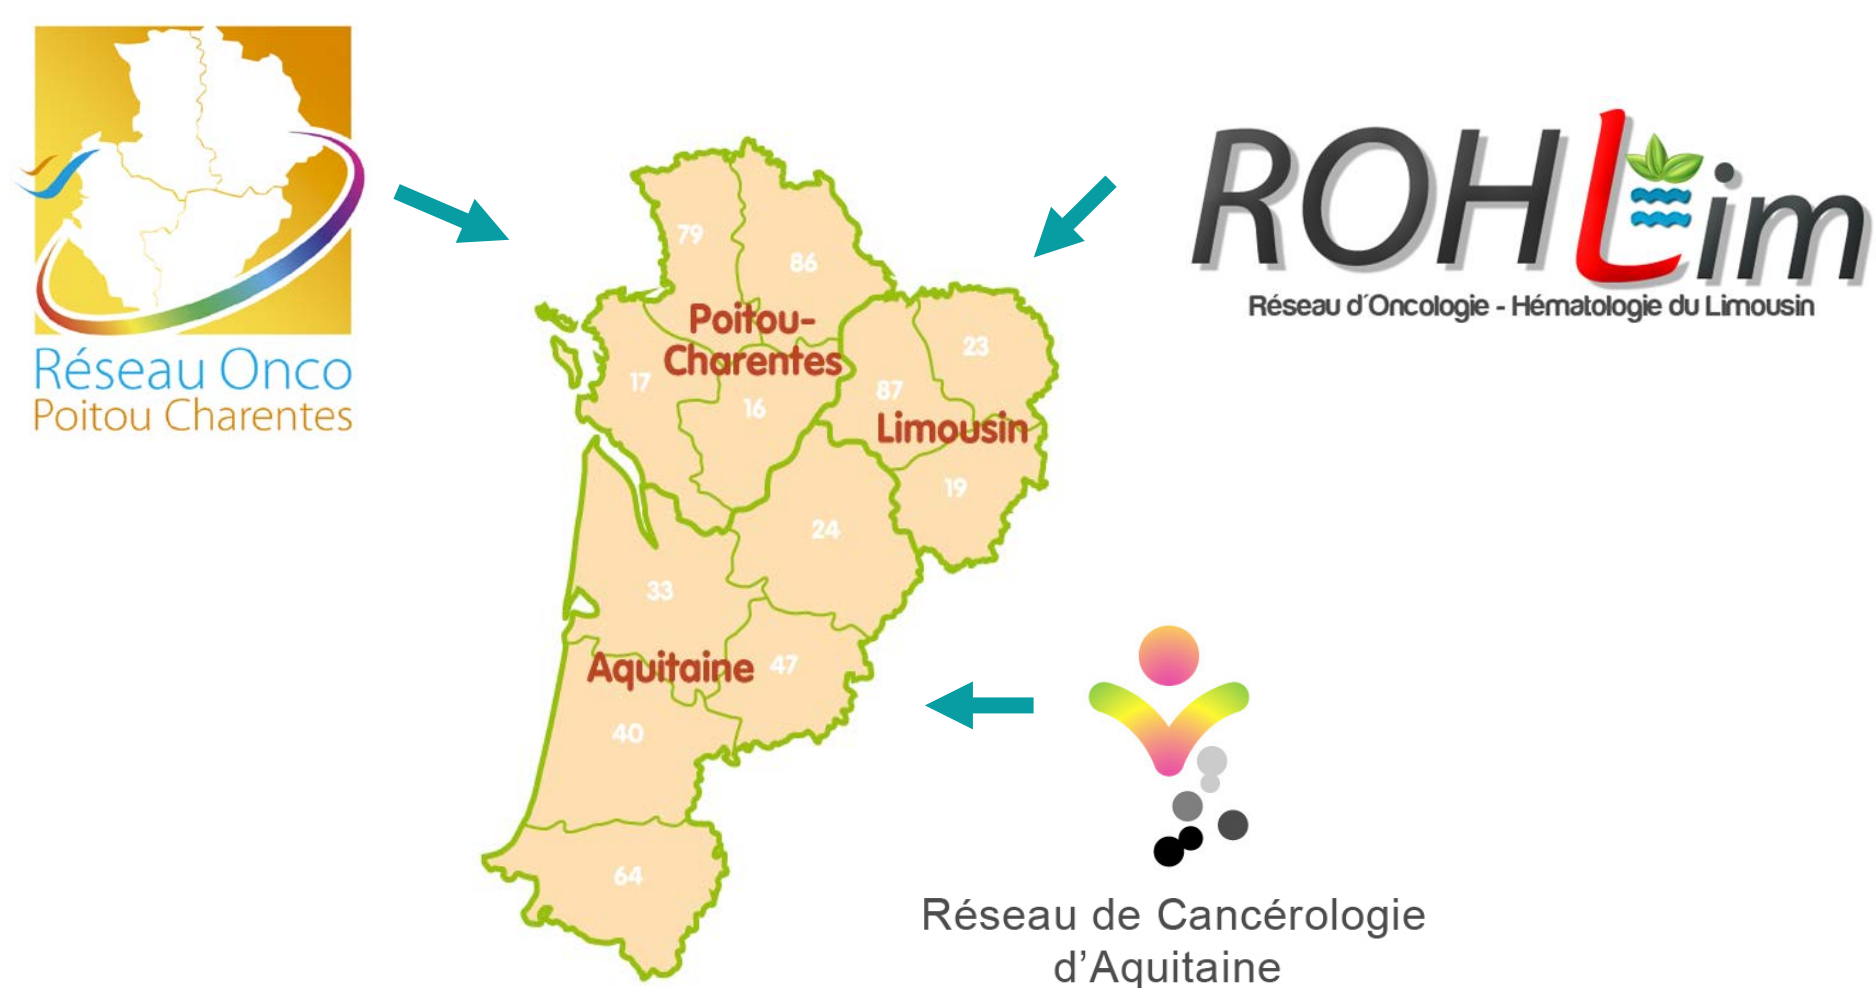 Réseau Onco
Poitou Charentes
ROHLim
Réseau d'Oncologie - Hématologie du Limousin
79
86
Poitou-
Charentes
17
16
23
87
Limousin
19
24
33
Aquitaine
47
40
64
Réseau de Cancérologie
d’Aquitaine